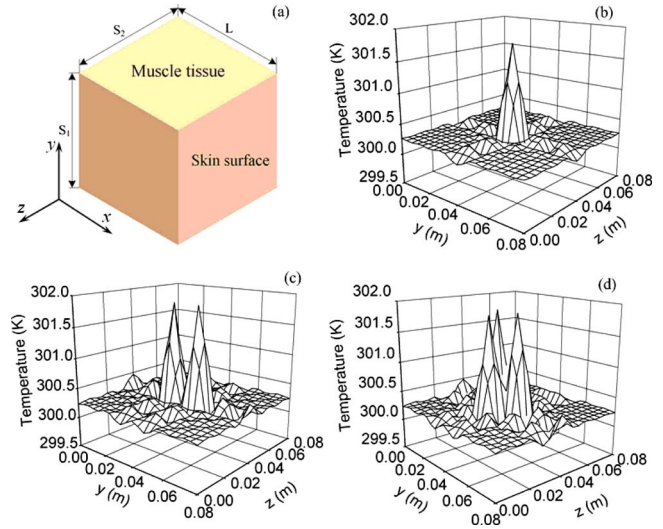 (a)
S2
L
Muscle tissue
S1
Skin surface
y
z
x
(b)
Temperature (K)
302.0
301.5
301.0
300.5
300.0
299.5
0.00
0.02
0.04
0.06
0.08
y (m)
0.00
0.02
0.04
0.06
0.08
z (m)
(c)
Temperature (K)
302.0
301.5
301.0
300.5
300.0
299.5
0.00
0.02
0.04
0.06
0.08
y (m)
0.00
0.02
0.04
0.06
0.08
z (m)
(d)
Temperature (K)
302.0
301.5
301.0
300.5
300.0
299.5
0.00
0.02
0.04
0.06
0.08
y (m)
0.00
0.02
0.04
0.06
0.08
z (m)